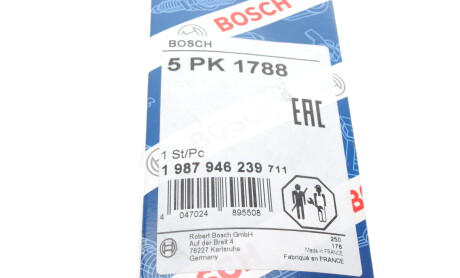 BOSCH
BOSCH
5 PK 1788
EAC
1 St/Pc
1 987 946 239 711
4 047024 895508
Robert Bosch GmbH
Auf der Breit 4
76227 Karlsruhe
Germany
250
176
Made in FRANCE
Fabriqué en FRANCE